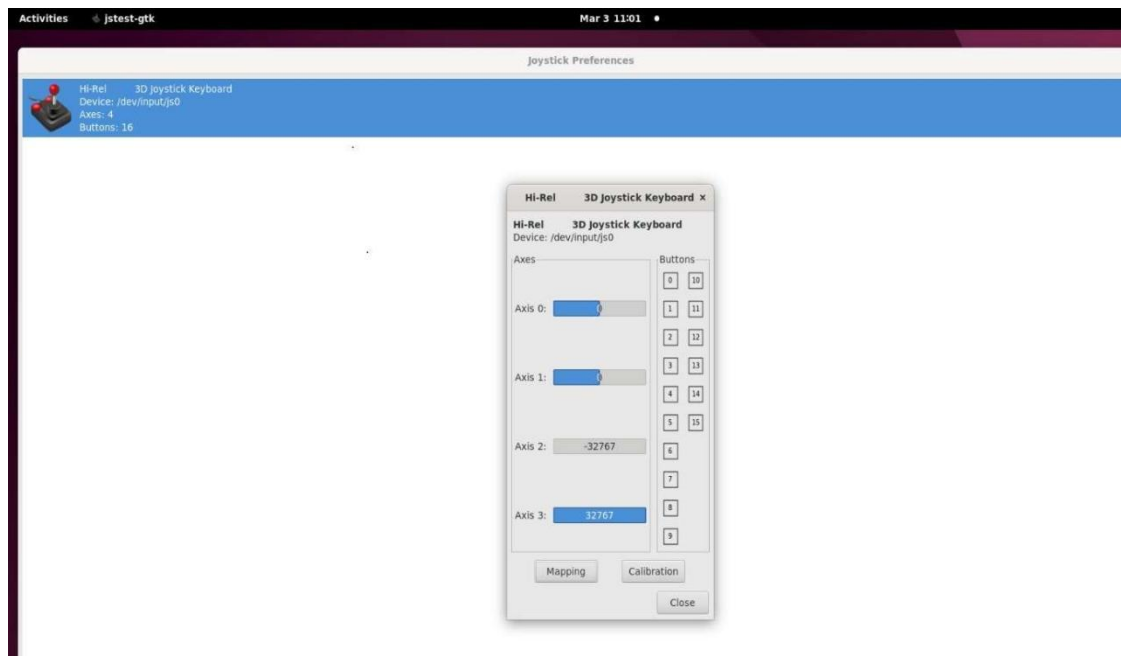 Activities jstest-gtk Mar 3 11:01
Joystick Preferences
Hi-Rel 3D Joystick Keyboard
Device: /dev/input/js0
Axes: 4
Buttons: 16
Hi-Rel 3D Joystick Keyboard ×
Hi-Rel 3D Joystick Keyboard
Device: /dev/input/js0
Axes Buttons
0 10
Axis 0: 0 1 11
2 12
3 13
Axis 1: 0
4 14
5 15
Axis 2: -32767 6
7
Axis 3: 32767 8
9
Mapping Calibration
Close